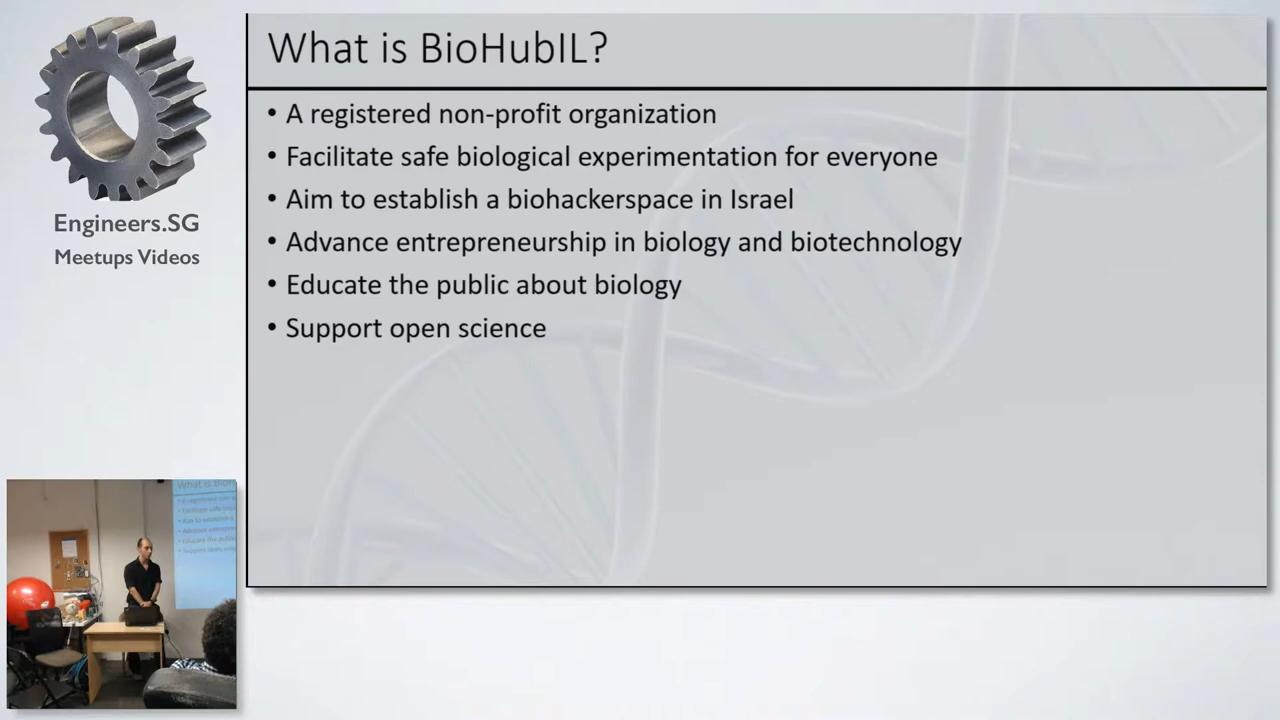 Engineers.SG
Meetups Videos
What is BioHubIL?
• A registered non-profit organization
• Facilitate safe biological experimentation for everyone
• Aim to establish a biohackerspace in Israel
• Advance entrepreneurship in biology and biotechnology
• Educate the public about biology
• Support open science